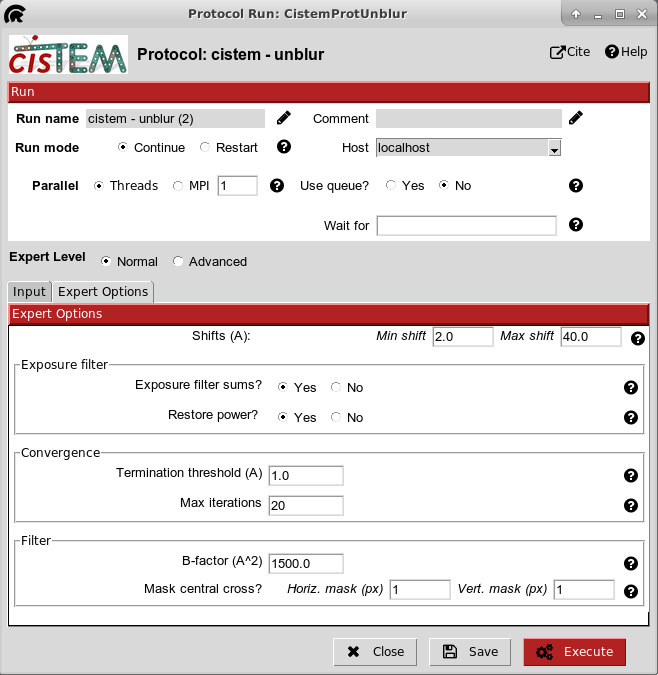 Protocol Run: CistemProtUnblur
cisTEM Protocol: cistem - unblur Cite Help
Run
Run name cistem - unblur (2) Comment
Run mode Continue Restart Host localhost
Parallel Threads MPI 1 Use queue? Yes No
Wait for
Expert Level Normal Advanced
Input Expert Options
Expert Options
Shifts (A): Min shift 2.0 Max shift 40.0
Exposure filter
Exposure filter sums? Yes No
Restore power? Yes No
Convergence
Termination threshold (A) 1.0
Max iterations 20
Filter
B-factor (A^2) 1500.0
Mask central cross? Horiz. mask (px) 1 Vert. mask (px) 1
Close Save Execute